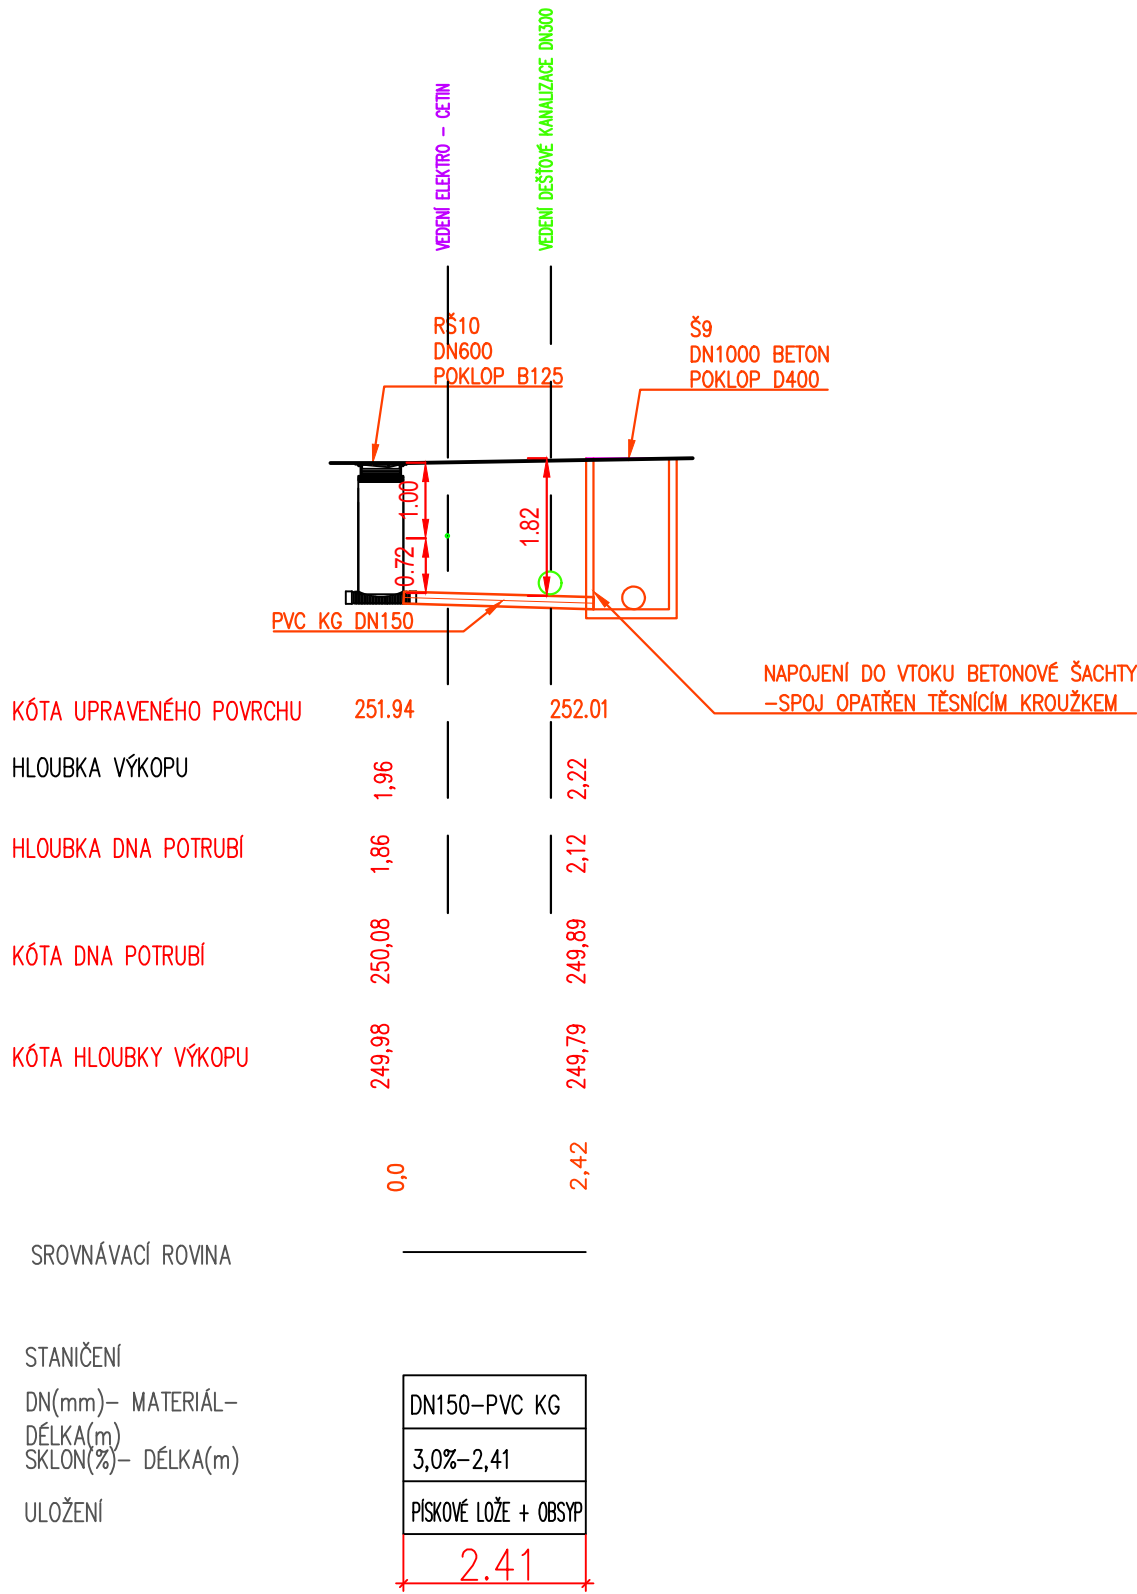 VEDENÍ ELEKTRO - CETIN
VEDENÍ DEŠŤOVÉ KANALIZACE DN300
RŠ10
DN600
POKLOP B125
Š9
DN1000 BETON
POKLOP D400
1.00
0.72
1.82
PVC KG DN150
NAPOJENÍ DO VTOKU BETONOVÉ ŠACHTY
-SPOJ OPATŘEN TĚSNÍCÍM KROUŽKEM
KÓTA UPRAVENÉHO POVRCHU 251.94 252.01
HLOUBKA VÝKOPU 1,96 2,22
HLOUBKA DNA POTRUBÍ 1,86 2,12
KÓTA DNA POTRUBÍ 250,08 249,89
KÓTA HLOUBKY VÝKOPU 249,98 249,79
0,0 2,42
SROVNÁVACÍ ROVINA
STANIČENÍ
DN(mm)- MATERIÁL-
DÉLKA(m)
DN150-PVC KG
SKLON(%)- DÉLKA(m)
3,0%-2,41
ULOŽENÍ
PÍSKOVÉ LOŽE + OBSYP
2.41